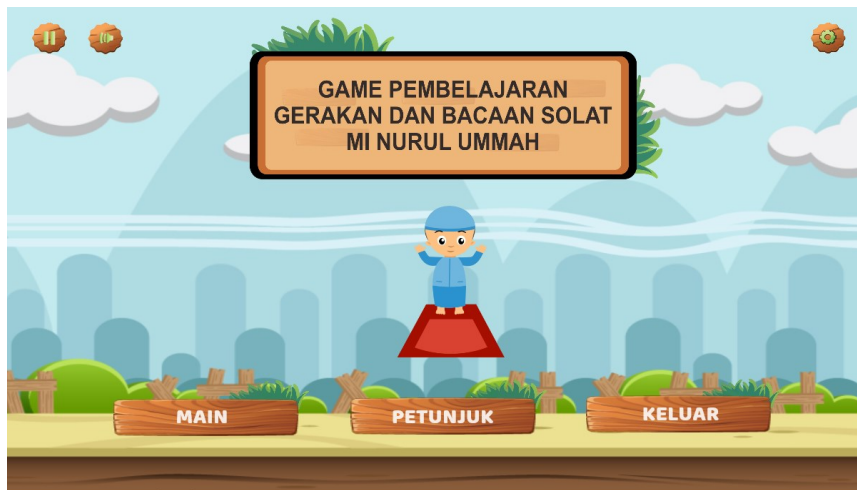 GAME PEMBELAJARAN
GERAKAN DAN BACAAN SOLAT
MI NURUL UMMAH
MAIN
PETUNJUK
KELUAR